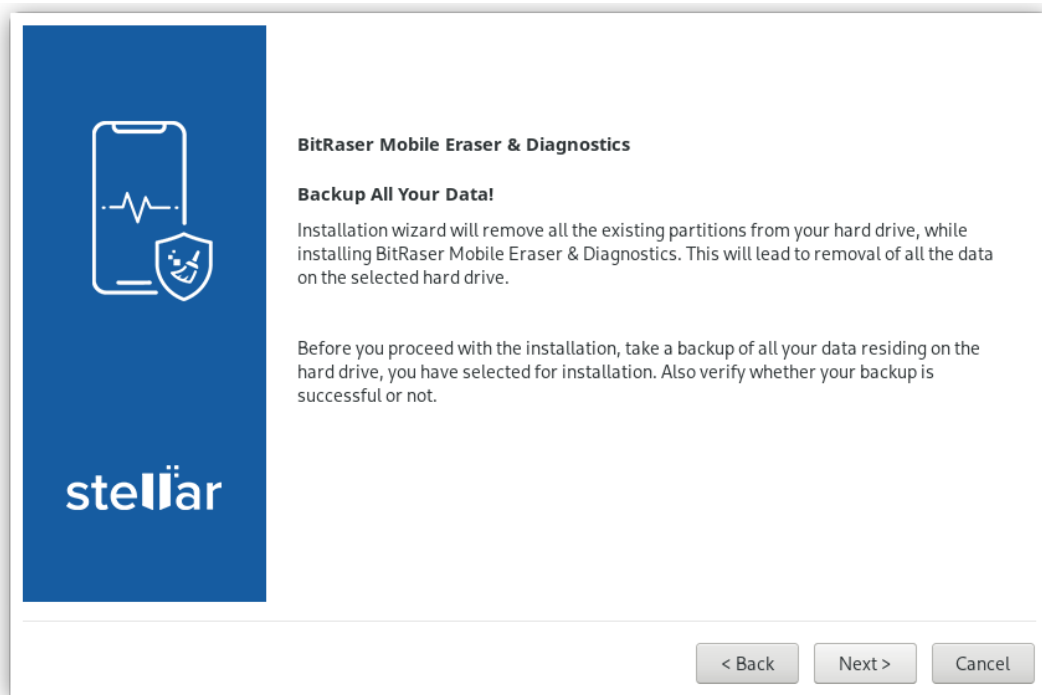 BitRaser Mobile Eraser & Diagnostics
Backup All Your Data!
Installation wizard will remove all the existing partitions from your hard drive, while
installing BitRaser Mobile Eraser & Diagnostics. This will lead to removal of all the data
on the selected hard drive.
Before you proceed with the installation, take a backup of all your data residing on the
hard drive, you have selected for installation. Also verify whether your backup is
successful or not.
stellar
< Back
Next >
Cancel